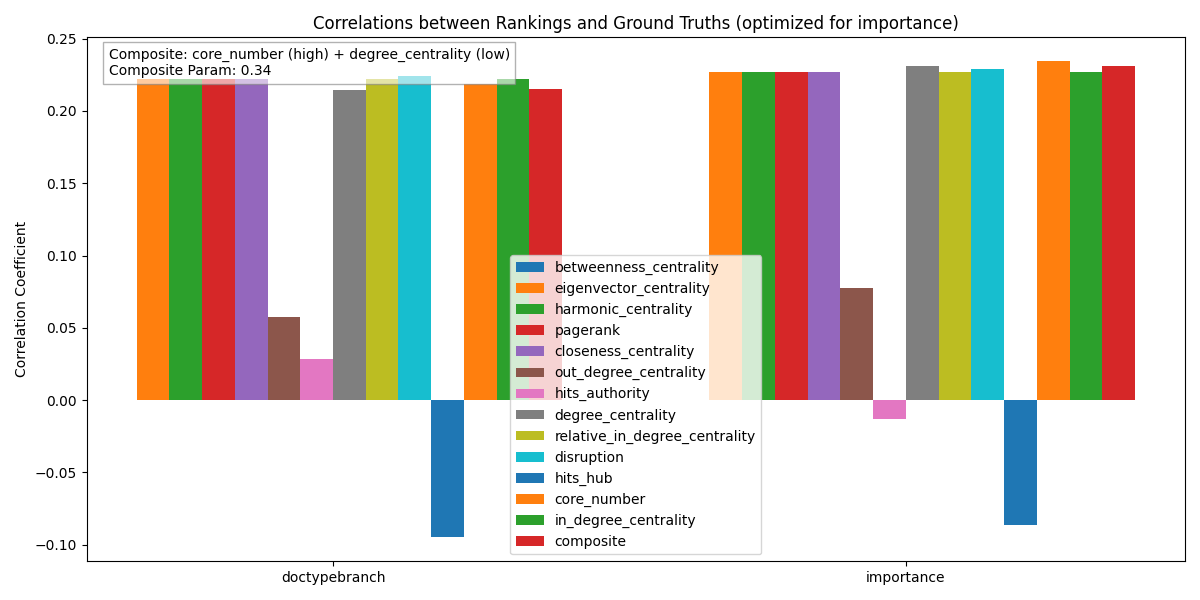 Correlations between Rankings and Ground Truths (optimized for importance)
Composite: core_number (high) + degree_centrality (low)
Composite Param: 0.34
Correlation Coefficient
0.25
0.20
0.15
0.10
0.05
0.00
−0.05
−0.10
betweenness_centrality
eigenvector_centrality
harmonic_centrality
pagerank
closeness_centrality
out_degree_centrality
hits_authority
degree_centrality
relative_in_degree_centrality
disruption
hits_hub
core_number
in_degree_centrality
composite
doctypebranch
importance